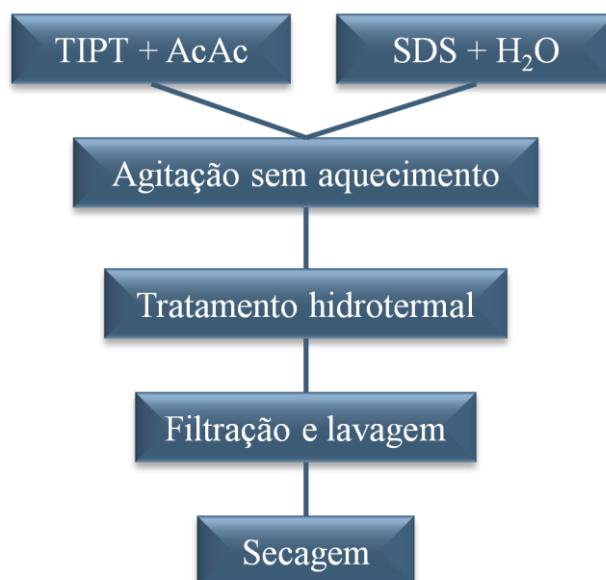 TIPT + AcAc
SDS + H₂O
Agitação sem aquecimento
Tratamento hidrotermal
Filtração e lavagem
Secagem